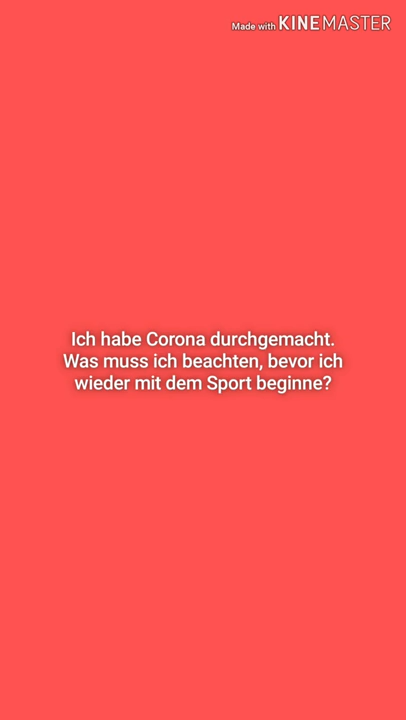 Made with KINEMASTER
Ich habe Corona durchgemacht.
Was muss ich beachten, bevor ich
wieder mit dem Sport beginne?